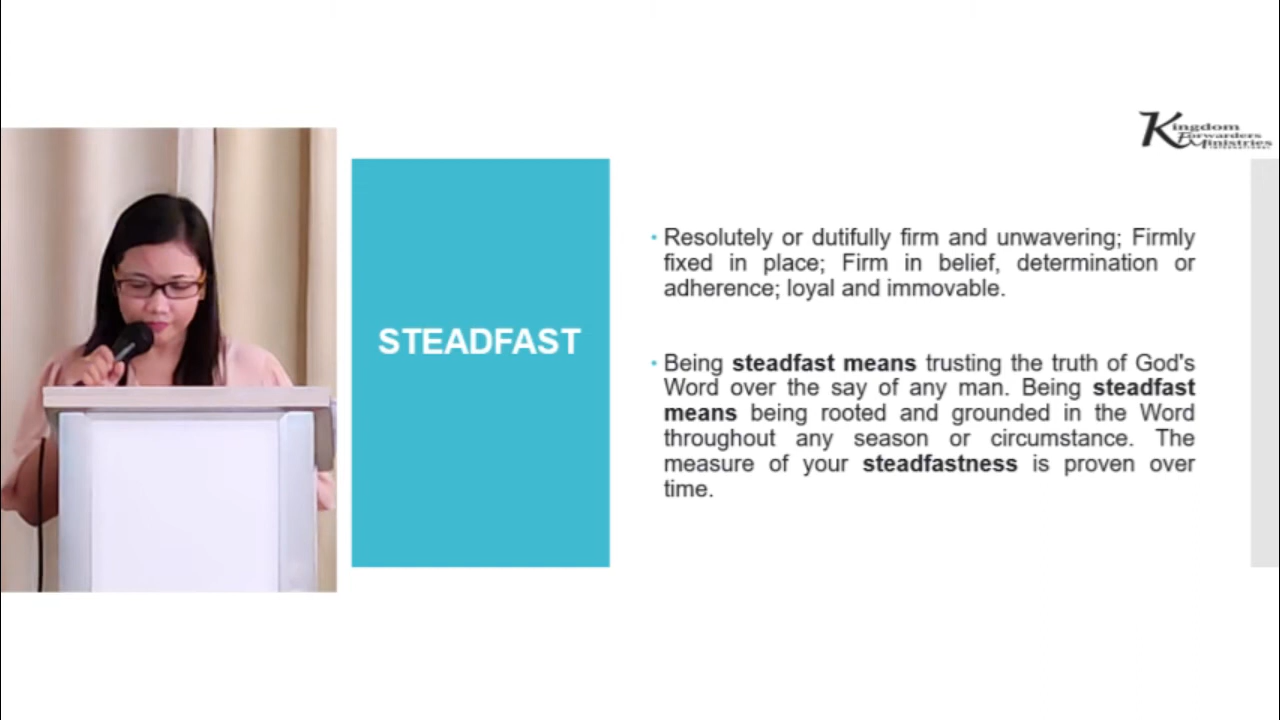 Kingdom
Forwarders
Ministries
INTERNATIONAL
STEADFAST
• Resolutely or dutifully firm and unwavering; Firmly
fixed in place; Firm in belief, determination or
adherence; loyal and immovable.
• Being steadfast means trusting the truth of God's
Word over the say of any man. Being steadfast
means being rooted and grounded in the Word
throughout any season or circumstance. The
measure of your steadfastness is proven over
time.